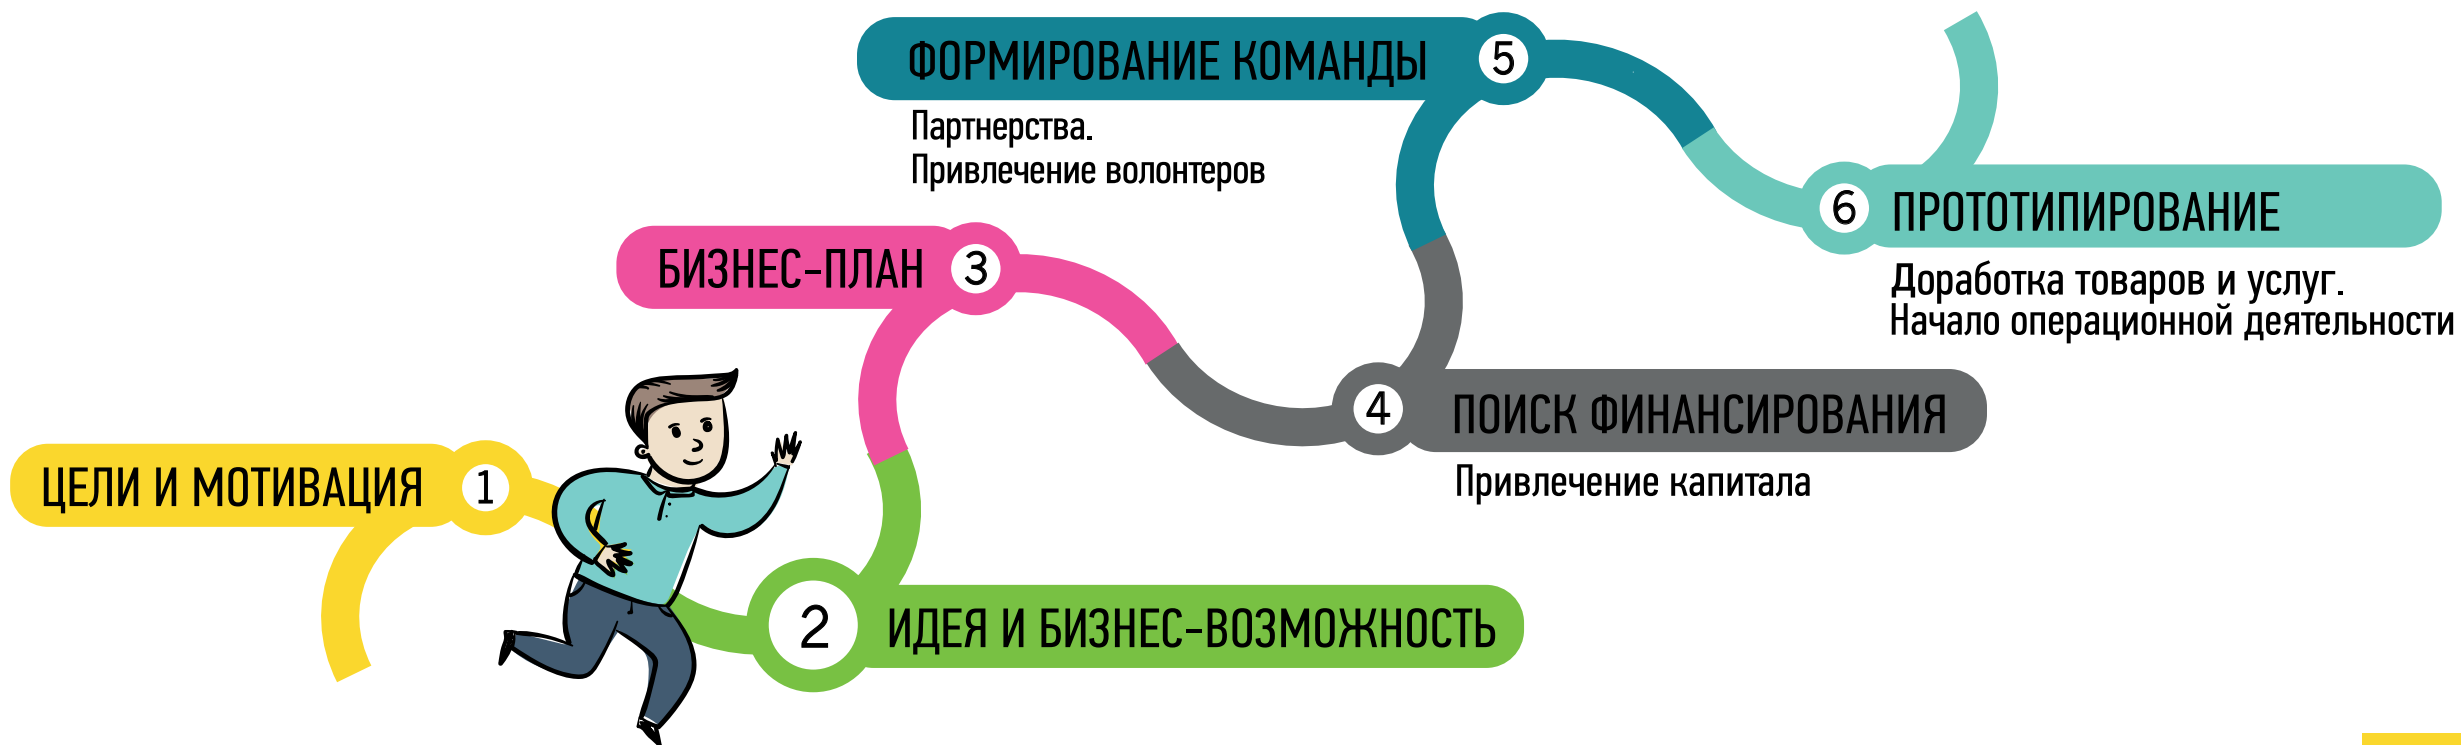 ЦЕЛИ И МОТИВАЦИЯ
1
2
ИДЕЯ И БИЗНЕС-ВОЗМОЖНОСТЬ
БИЗНЕС-ПЛАН
3
4
ПОИСК ФИНАНСИРОВАНИЯ
Привлечение капитала
ФОРМИРОВАНИЕ КОМАНДЫ
5
Партнерства.
Привлечение волонтеров
6
ПРОТОТИПИРОВАНИЕ
Доработка товаров и услуг.
Начало операционной деятельности